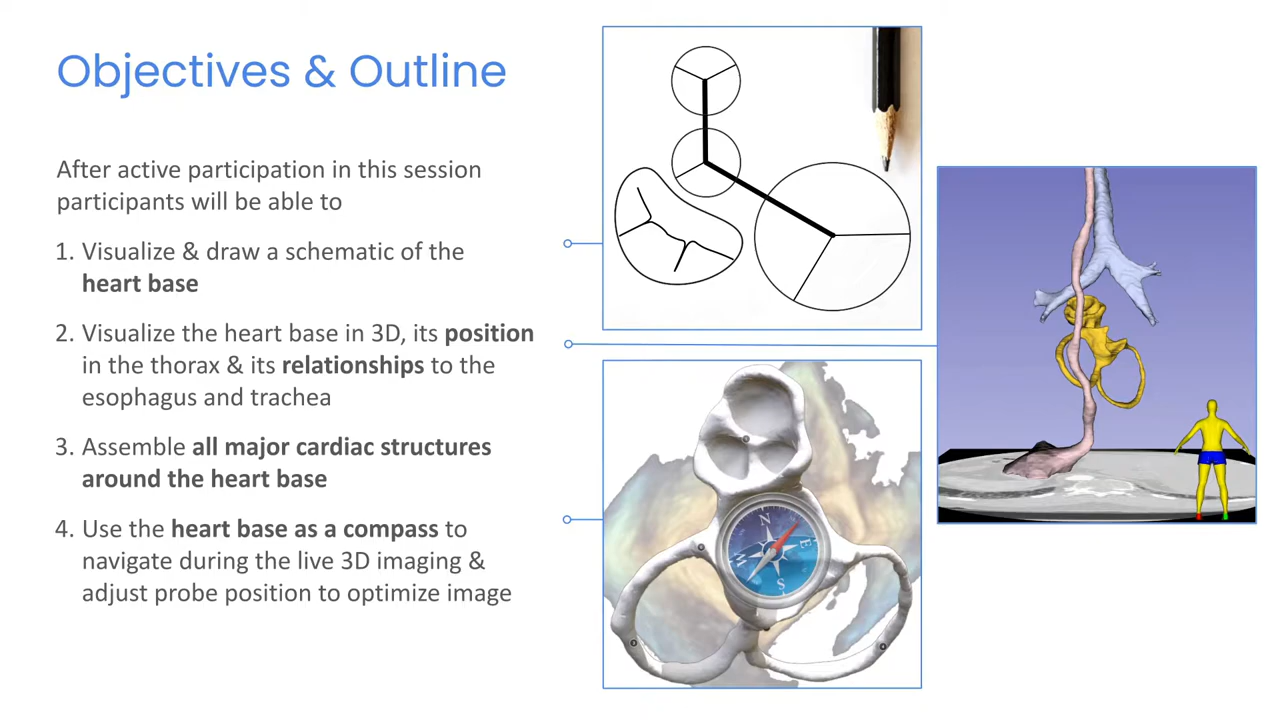 Objectives & Outline
After active participation in this session
participants will be able to
1. Visualize & draw a schematic of the
heart base
2. Visualize the heart base in 3D, its position
in the thorax & its relationships to the
esophagus and trachea
3. Assemble all major cardiac structures
around the heart base
4. Use the heart base as a compass to
navigate during the live 3D imaging &
adjust probe position to optimize image
N
E
W
S